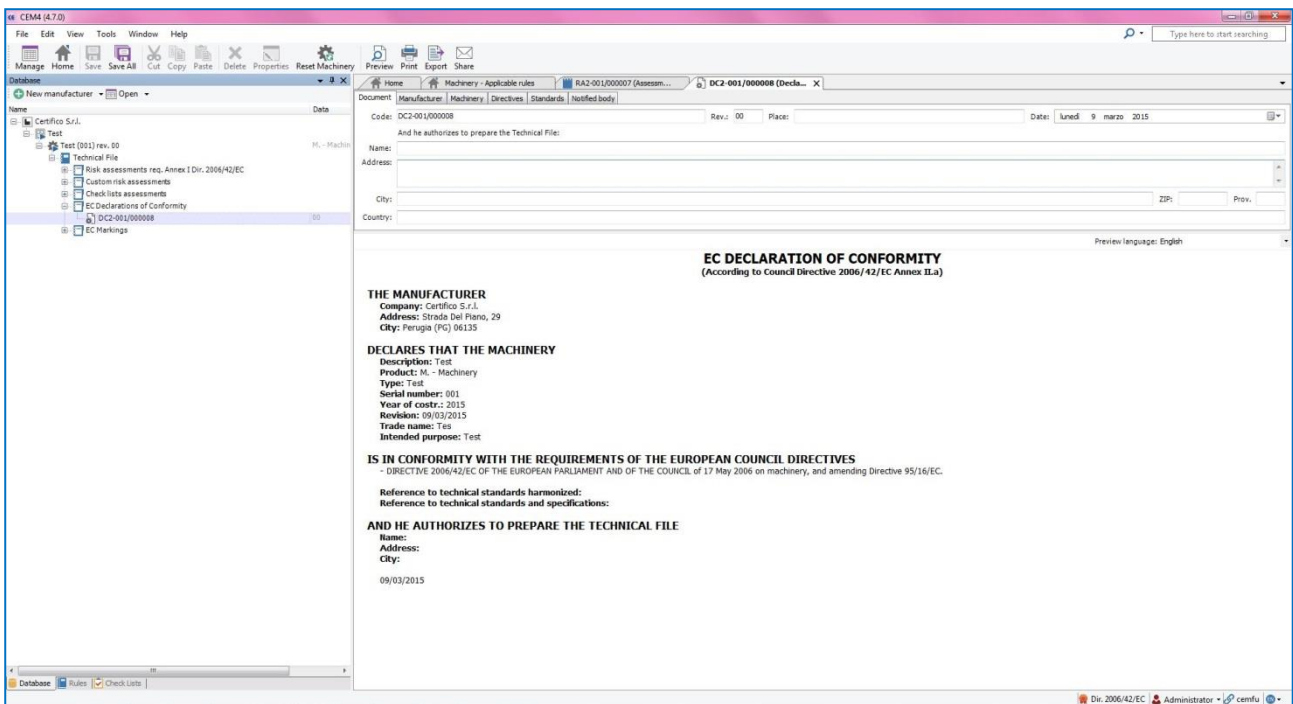 CEM4 (4.7.0)
File Edit View Tools Window Help
Type here to start searching
Manage Home Save Save All Cut Copy Paste Delete Properties Reset Machinery Preview Print Export Share
Database
New manufacturer Open
Name Data
Certifico S.r.l.
Test
Test (001) rev. 00 M. - Machin
Technical File
Risk assessments req. Annex I Dir. 2006/42/EC
Custom risk assessments
Check lists assessments
EC Declarations of Conformity
DC2-001/000008 00
EC Markings
Database Rules Check Lists
Home Machinery - Applicable rules RA2-001/000007 (Assessm... DC2-001/000008 (Decla... X
Document Manufacturer Machinery Directives Standards Notified body
Code: DC2-001/000008 Rev.: 00 Place: Date: lunedì 9 marzo 2015
And he authorizes to prepare the Technical File:
Name:
Address:
City: ZIP: Prov.
Country:
Preview language: English
EC DECLARATION OF CONFORMITY
(According to Council Directive 2006/42/EC Annex II.a)
THE MANUFACTURER
Company: Certifico S.r.l.
Address: Strada Del Piano, 29
City: Perugia (PG) 06135
DECLARES THAT THE MACHINERY
Description: Test
Product: M. - Machinery
Type: Test
Serial number: 001
Year of costr.: 2015
Revision: 09/03/2015
Trade name: Tes
Intended purpose: Test
IS IN CONFORMITY WITH THE REQUIREMENTS OF THE EUROPEAN COUNCIL DIRECTIVES
- DIRECTIVE 2006/42/EC OF THE EUROPEAN PARLIAMENT AND OF THE COUNCIL of 17 May 2006 on machinery, and amending Directive 95/16/EC.
Reference to technical standards harmonized:
Reference to technical standards and specifications:
AND HE AUTHORIZES TO PREPARE THE TECHNICAL FILE
Name:
Address:
City:
09/03/2015
Dir. 2006/42/EC Administrator cemfu